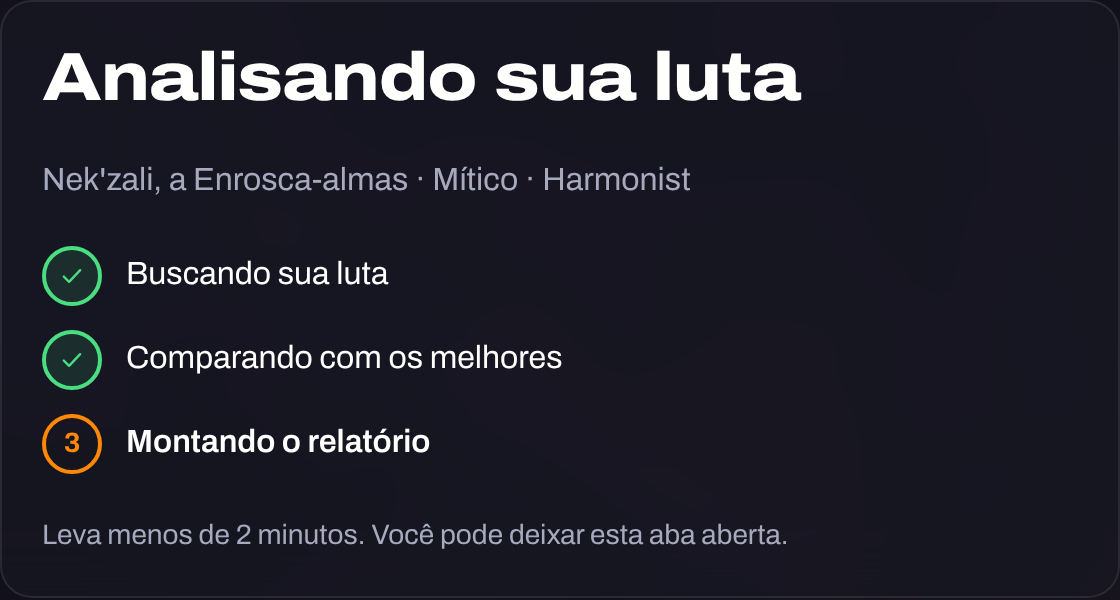 Analisando sua luta
Nek'zali, a Enrosca-almas · Mítico · Harmonist
Buscando sua luta
Comparando com os melhores
3 Montando o relatório
Leva menos de 2 minutos. Você pode deixar esta aba aberta.